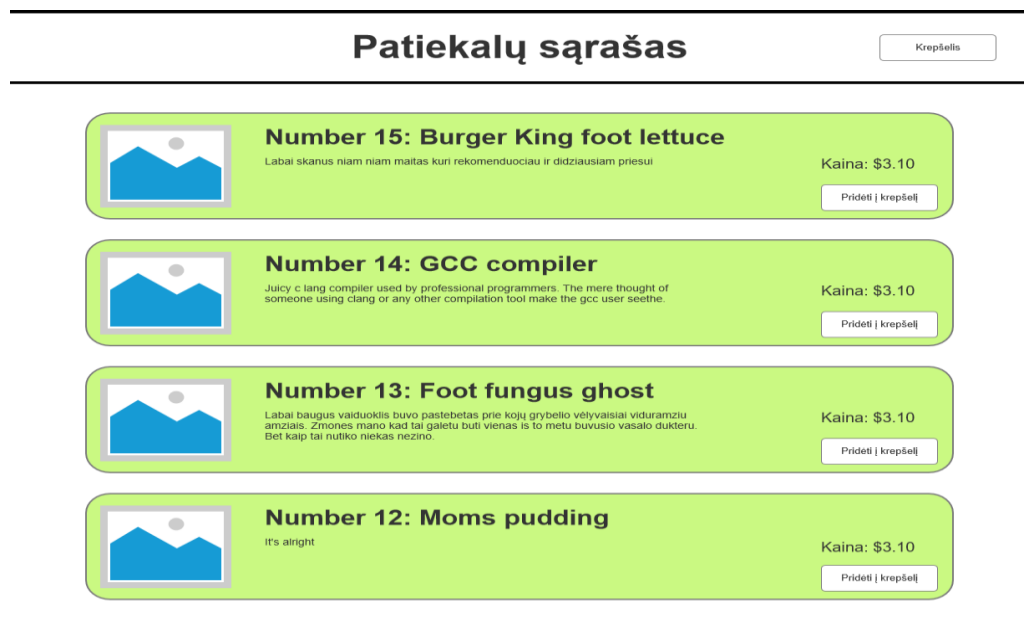 Patiekalų sąrašas
Krepšelis
Number 15: Burger King foot lettuce
Labai skanus niam niam maitas kuri rekomenduociau ir didziausiam priesui
Kaina: $3.10
Pridėti į krepšelį
Number 14: GCC compiler
Juicy c lang compiler used by professional programmers. The mere thought of
someone using clang or any other compilation tool make the gcc user seethe.
Kaina: $3.10
Pridėti į krepšelį
Number 13: Foot fungus ghost
Labai baugus vaiduoklis buvo pastebetas prie kojų grybelio vėlyvaisiai viduramziu
amziais. Zmones mano kad tai galetu buti vienas is to metu buvusio vasalo dukteru.
Bet kaip tai nutiko niekas nezino.
Kaina: $3.10
Pridėti į krepšelį
Number 12: Moms pudding
It's alright
Kaina: $3.10
Pridėti į krepšelį